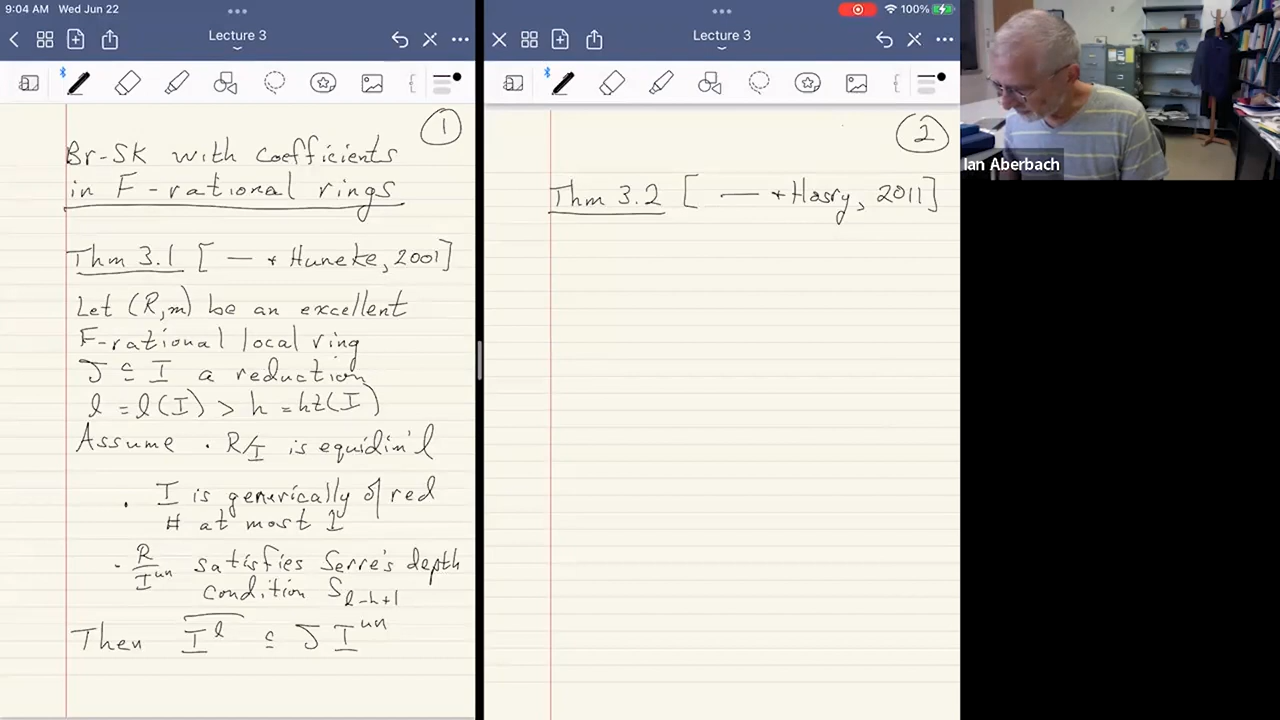 9:04 AM Wed Jun 22
100%
Lecture 3
Lecture 3
1
Br-SK with coefficients
in F-rational rings
Thm 3.1 [ — + Huneke, 2001]
Let (R,m) be an excellent
F-rational local ring
J ⊆ I a reduction
l = l(I) > h = ht(I)
Assume · R/I is equidim'l
· I is generically of red
# at most 1
· R/I^un satisfies Serre's depth
condition S_{l-h+1}
Then \overline{I^l} ⊆ J I^un
2
Thm 3.2 [ — + Hosry, 2011]
Ian Aberbach